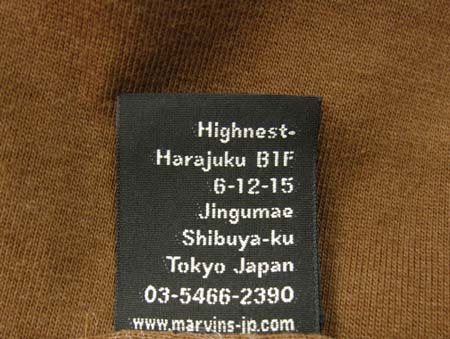 Highnest-
Harajuku B1F
6-12-15
Jingumae
Shibuya-ku
Tokyo Japan
03-5466-2390
www.marvins-jp.com